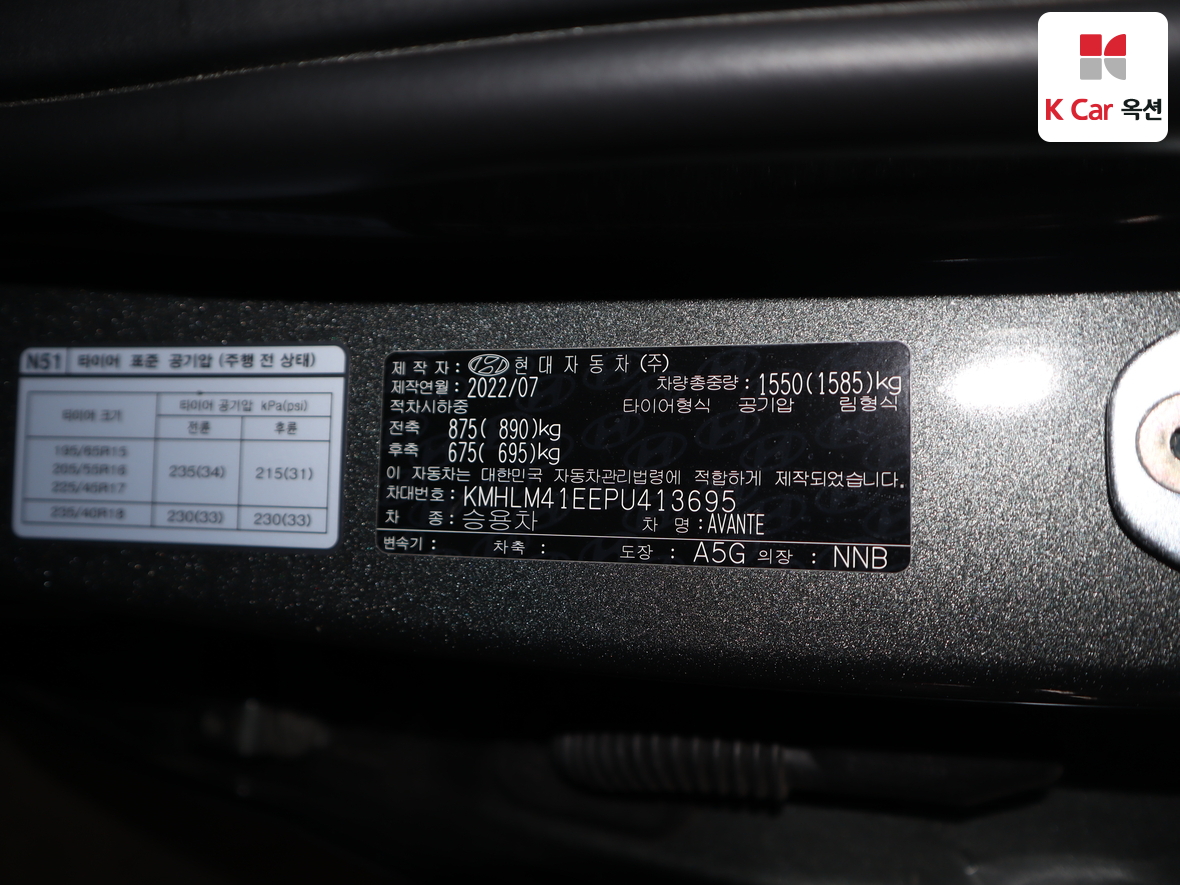 K Car 옥션
N51 타이어 표준 공기압 (주행 전 상태)
타이어 크기 타이어 공기압 kPa(psi)
전륜 후륜
195/65R15
205/55R16 235(34) 215(31)
225/45R17
235/40R18 230(33) 230(33)
제 작 자 : 현 대 자 동 차 (주)
제작연월 : 2022/07 차량총중량 : 1550(1585)kg
적차시하중 타이어형식 공기압 림형식
전축 875( 890)kg
후축 675( 695)kg
이 자동차는 대한민국 자동차관리법령에 적합하게 제작되었습니다.
차대번호 : KMHLM41EEPU413695
차 종 : 승용차 차 명 : AVANTE
변속기 : 차축 : 도장 : A5G 의장 : NNB